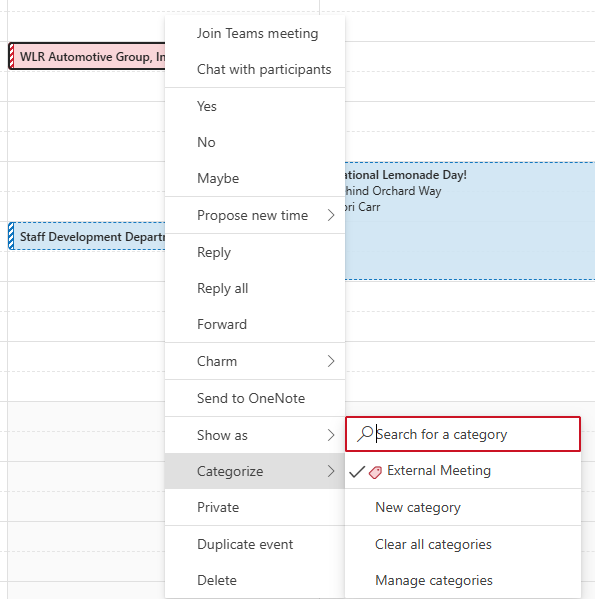 WLR Automotive Group, In
Staff Development Departm
Join Teams meeting
Chat with participants
Yes
No
Maybe
Propose new time
Reply
Reply all
Forward
Charm
Send to OneNote
Show as
Categorize
Private
Duplicate event
Delete
ational Lemonade Day!
hind Orchard Way
ori Carr
Search for a category
External Meeting
New category
Clear all categories
Manage categories